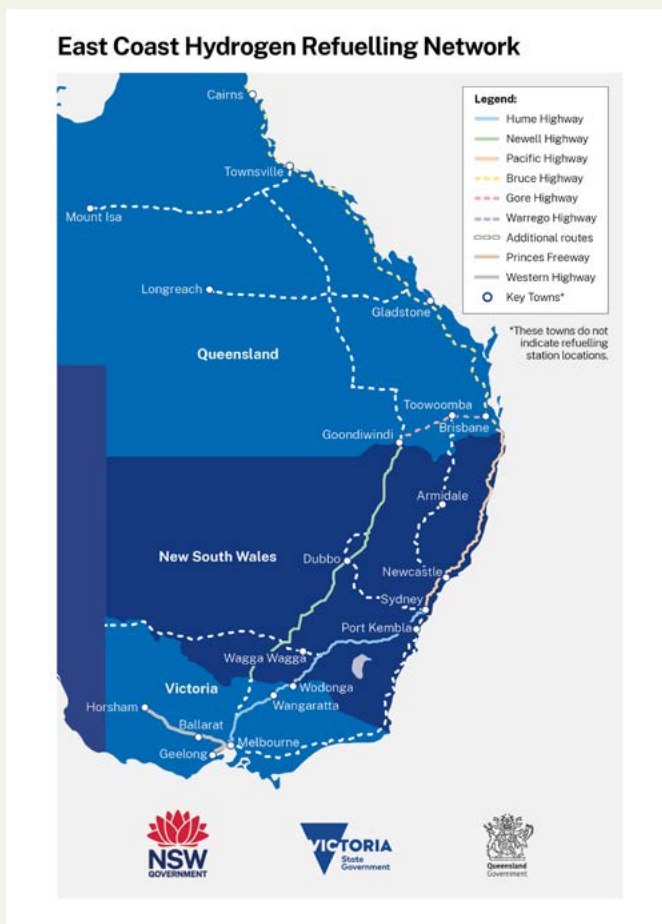 East Coast Hydrogen Refuelling Network
Cairns
Townsville
Mount Isa
Longreach
Gladstone
Queensland
Toowoomba
Brisbane
Goondiwindi
Armidale
New South Wales
Dubbo
Newcastle
Sydney
Port Kembla
Wagga Wagga
Victoria
Wodonga
Wangaratta
Horsham
Ballarat
Melbourne
Geelong
Legend:
Hume Highway
Newell Highway
Pacific Highway
Bruce Highway
Gore Highway
Warrego Highway
Additional routes
Princes Freeway
Western Highway
Key Towns*
*These towns do not
indicate refuelling
station locations.
NSW
GOVERNMENT
VICTORIA
State
Government
Queensland
Government